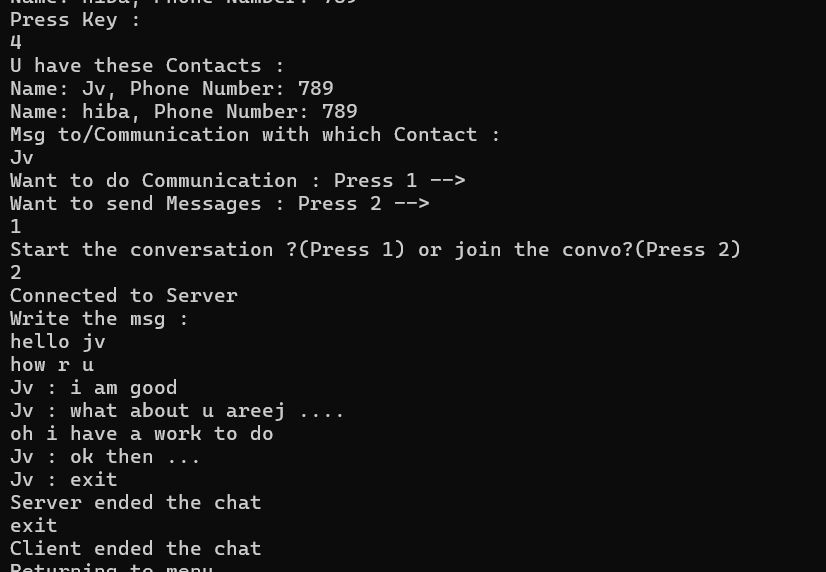 Name: hiba, Phone Number: 789
Press Key :
4
U have these Contacts :
Name: Jv, Phone Number: 789
Name: hiba, Phone Number: 789
Msg to/Communication with which Contact :
Jv
Want to do Communication : Press 1 -->
Want to send Messages : Press 2 -->
1
Start the conversation ?(Press 1) or join the convo?(Press 2)
2
Connected to Server
Write the msg :
hello jv
how r u
Jv : i am good
Jv : what about u areej ....
oh i have a work to do
Jv : ok then ...
Jv : exit
Server ended the chat
exit
Client ended the chat
Returning to menu